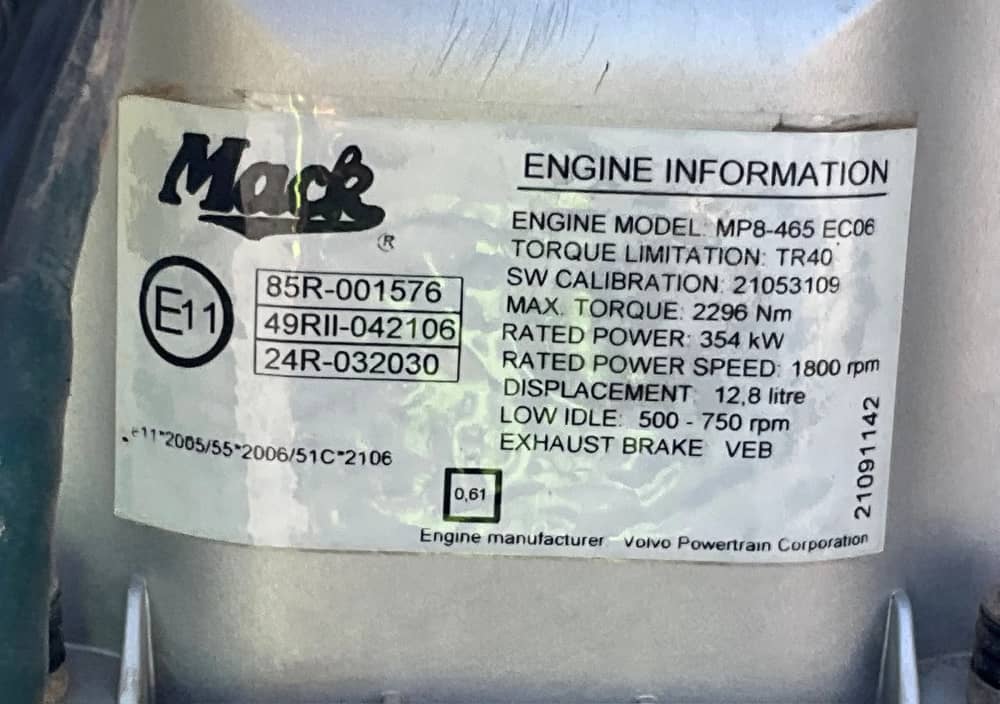 Mack
®
E11
85R-001576
49RII-042106
24R-032030
e11*2005/55*2006/51C*2106
ENGINE INFORMATION
ENGINE MODEL: MP8-465 EC06
TORQUE LIMITATION: TR40
SW CALIBRATION: 21053109
MAX. TORQUE: 2296 Nm
RATED POWER: 354 kW
RATED POWER SPEED: 1800 rpm
DISPLACEMENT: 12,8 litre
LOW IDLE: 500 - 750 rpm
EXHAUST BRAKE VEB
0,61
21091142
Engine manufacturer Volvo Powertrain Corporation